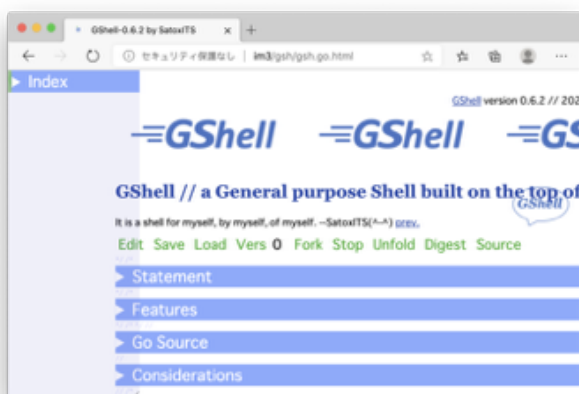 GShell-0.6.2 by SatoxITS
セキュリティ保護なし | im3/gsh/gsh.go.html
Index
GShell version 0.6.2 // 202
GShell GShell GS
GShell // a General purpose Shell built on the top of
GShell
It is a shell for myself, by myself, of myself. --SatoxITS(^-^) prev.
Edit Save Load Vers 0 Fork Stop Unfold Digest Source
Statement
Features
Go Source
Considerations